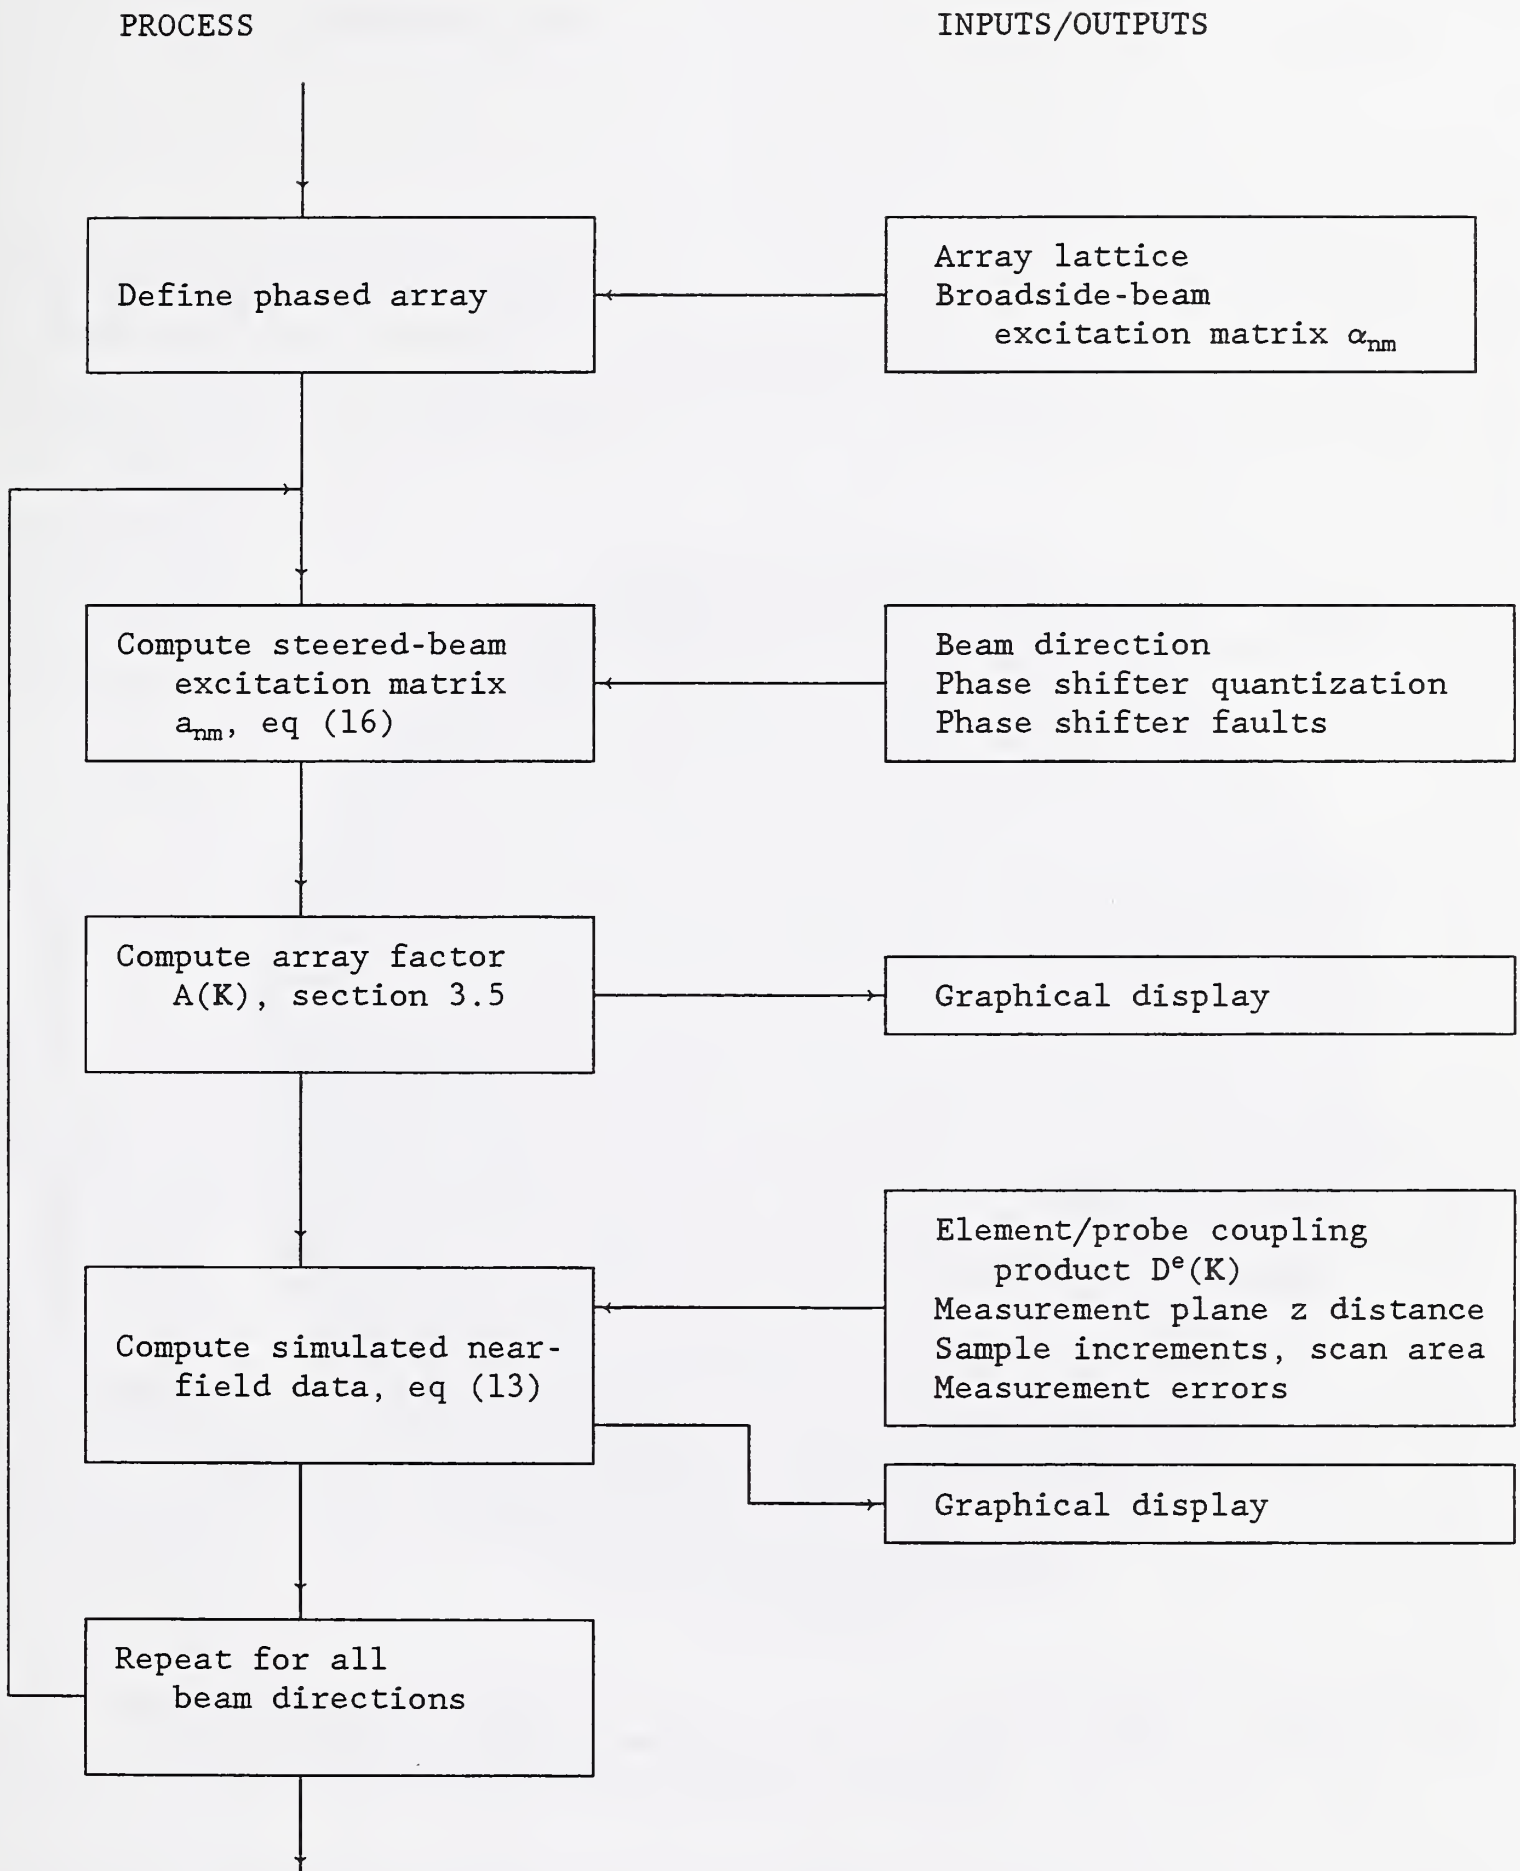 PROCESS
INPUTS/OUTPUTS
Define phased array
Array lattice
Broadside-beam
excitation matrix αnm
Compute steered-beam
excitation matrix
anm, eq (16)
Beam direction
Phase shifter quantization
Phase shifter faults
Compute array factor
A(K), section 3.5
Graphical display
Compute simulated near-
field data, eq (13)
Element/probe coupling
product Dᵉ(K)
Measurement plane z distance
Sample increments, scan area
Measurement errors
Graphical display
Repeat for all
beam directions